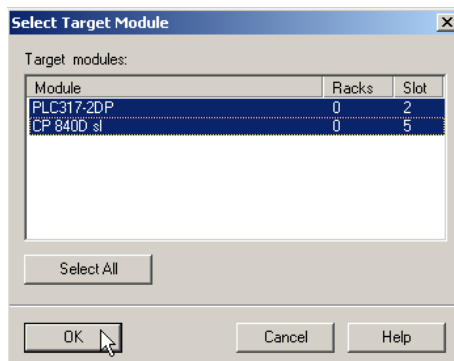 Select Target Module
Target modules:
Module Racks Slot
PLC317-2DP 0 2
CP 840D sl 0 5
Select All
OK Cancel Help